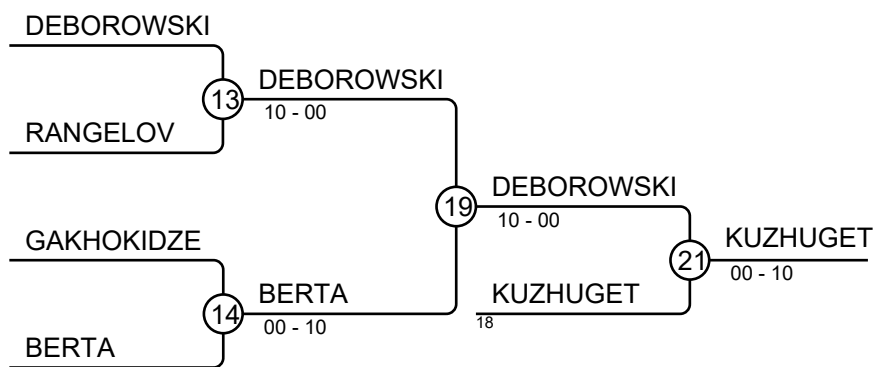 DEBOROWSKI
13
DEBOROWSKI
10 - 00
RANGELOV
19
DEBOROWSKI
10 - 00
GAKHOKIDZE
14
BERTA
00 - 10
BERTA
KUZHUGET
18
21
KUZHUGET
00 - 10